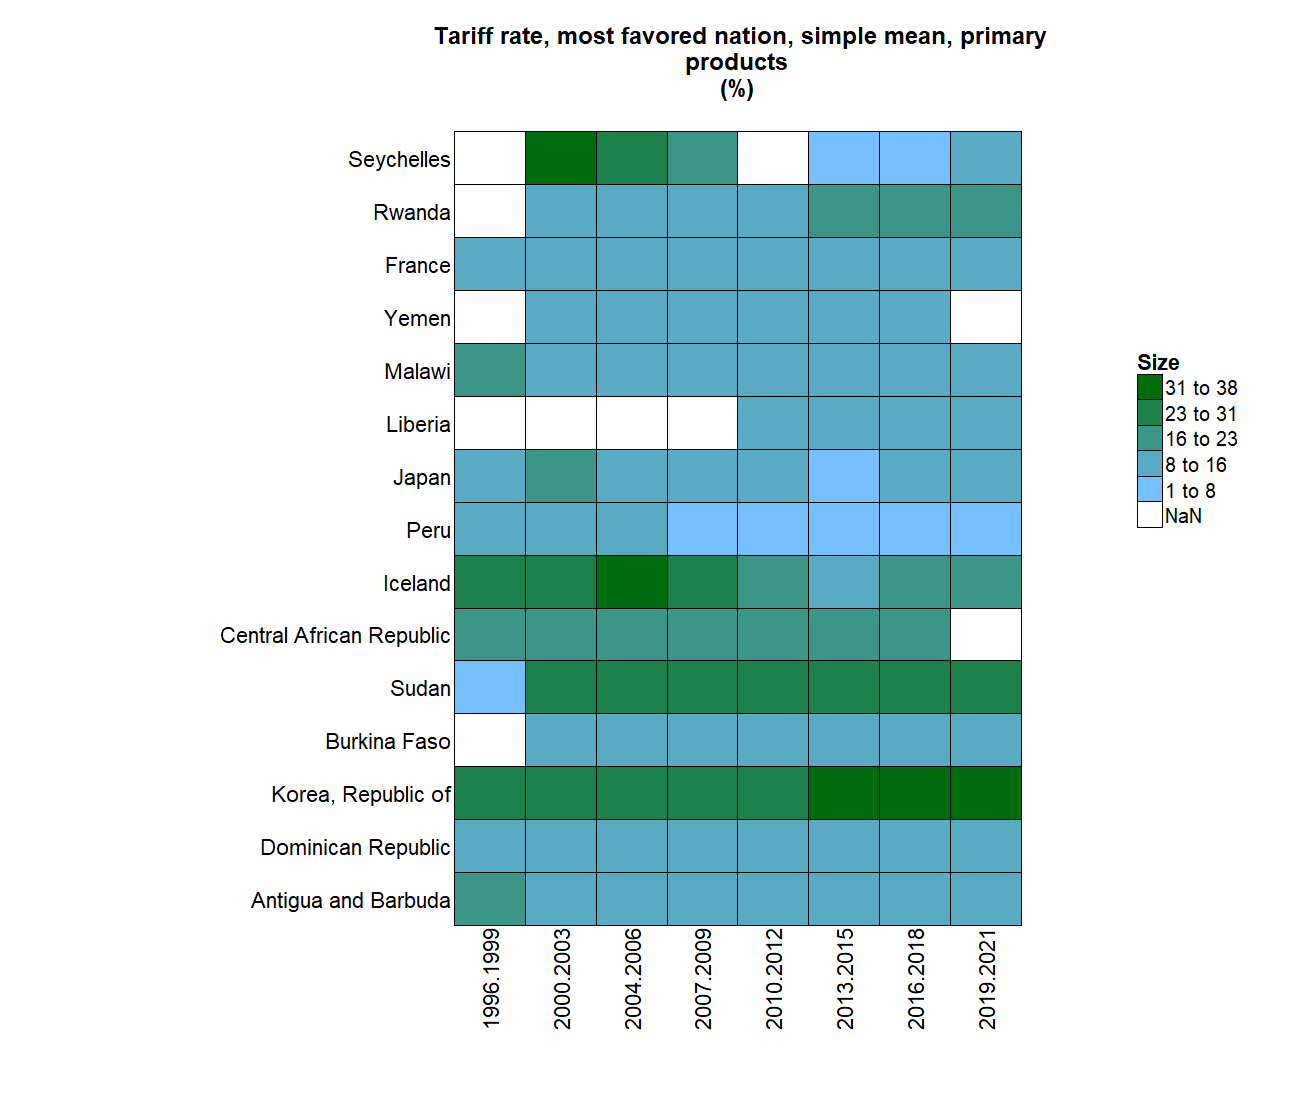 Tariff rate, most favored nation, simple mean, primary
products
(%)
Seychelles
Rwanda
France
Yemen
Malawi
Liberia
Japan
Peru
Iceland
Central African Republic
Sudan
Burkina Faso
Korea, Republic of
Dominican Republic
Antigua and Barbuda
1996.1999
2000.2003
2004.2006
2007.2009
2010.2012
2013.2015
2016.2018
2019.2021
Size
31 to 38
23 to 31
16 to 23
8 to 16
1 to 8
NaN